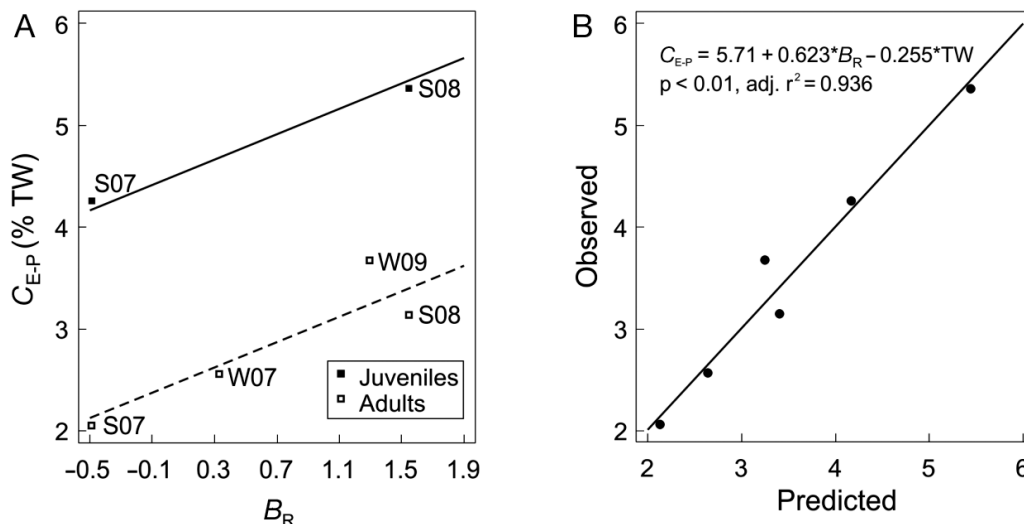 A
C_E-P (% TW)
6
5
4
3
2
S07
S08
W09
S08
W07
S07
Juveniles
Adults
−0.5 −0.1 0.3 0.7 1.1 1.5 1.9
B_R
B
C_E-P = 5.71 + 0.623*B_R − 0.255*TW
p < 0.01, adj. r² = 0.936
Observed
6
5
4
3
2
2 3 4 5 6
Predicted